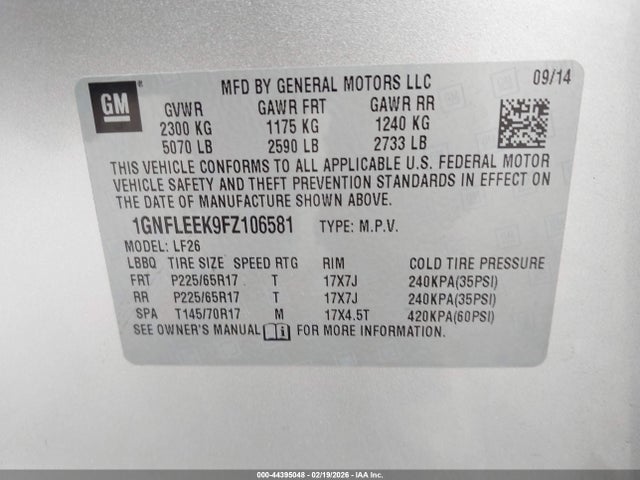 GM
MFD BY GENERAL MOTORS LLC 09/14
GVWR GAWR FRT GAWR RR
2300 KG 1175 KG 1240 KG
5070 LB 2590 LB 2733 LB
THIS VEHICLE CONFORMS TO ALL APPLICABLE U.S. FEDERAL MOTOR
VEHICLE SAFETY AND THEFT PREVENTION STANDARDS IN EFFECT ON
THE DATE OF MANUFACTURE SHOWN ABOVE.
1GNFLEEK9FZ106581 TYPE: M.P.V.
MODEL: LF26
LBBQ TIRE SIZE SPEED RTG RIM COLD TIRE PRESSURE
FRT P225/65R17 T 17X7J 240KPA(35PSI)
RR P225/65R17 T 17X7J 240KPA(35PSI)
SPA T145/70R17 M 17X4.5T 420KPA(60PSI)
SEE OWNER'S MANUAL i FOR MORE INFORMATION.
000-44395048 - 02/19/2026 - IAA Inc.